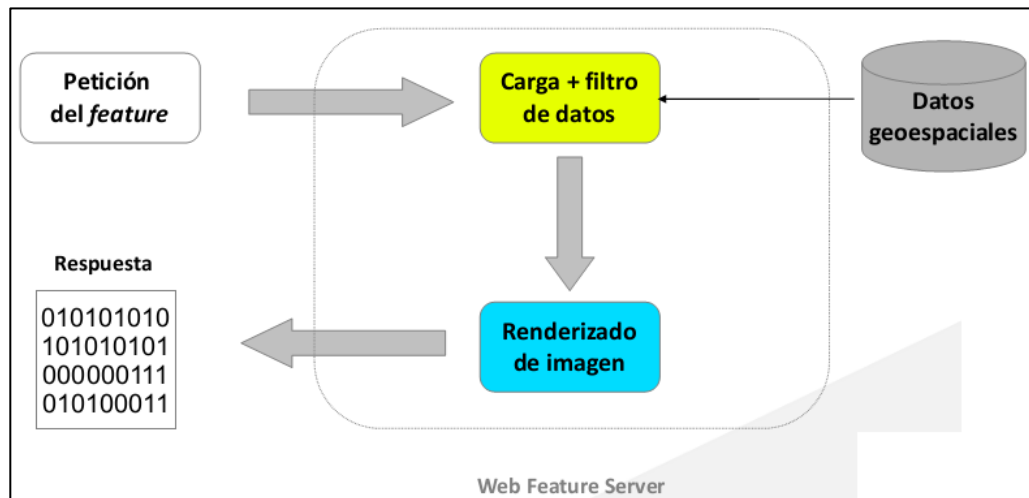 Petición
del feature
Carga + filtro
de datos
Datos
geoespaciales
Respuesta
010101010
101010101
000000111
010100011
Renderizado
de imagen
Web Feature Server